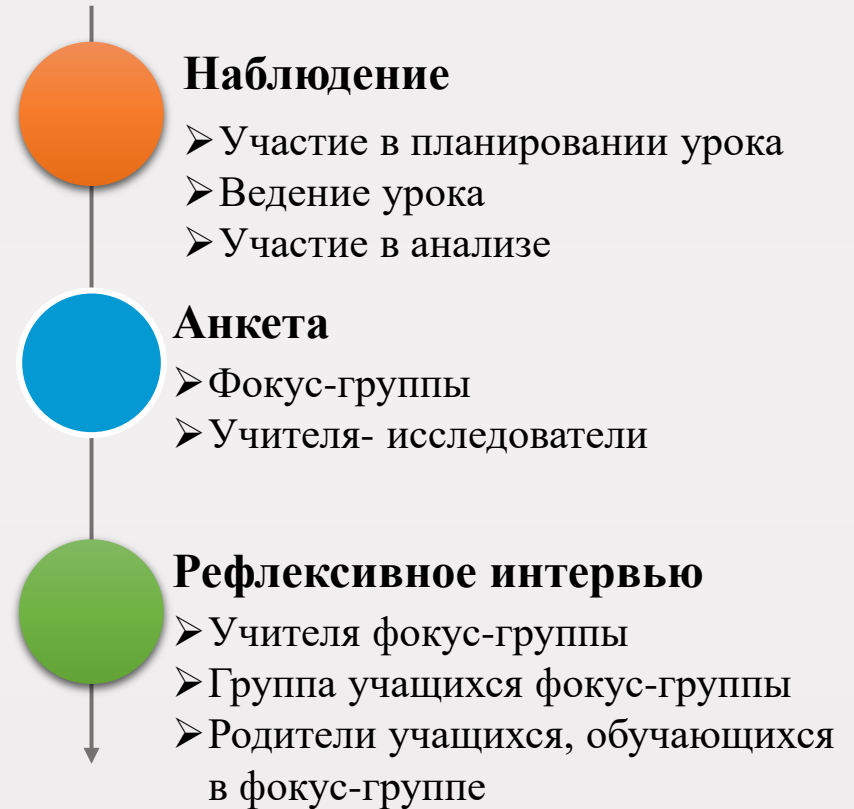 Наблюдение
➢Участие в планировании урока
➢Ведение урока
➢Участие в анализе
Анкета
➢Фокус-группы
➢Учителя- исследователи
Рефлексивное интервью
➢Учителя фокус-группы
➢Группа учащихся фокус-группы
➢Родители учащихся, обучающихся
в фокус-группе